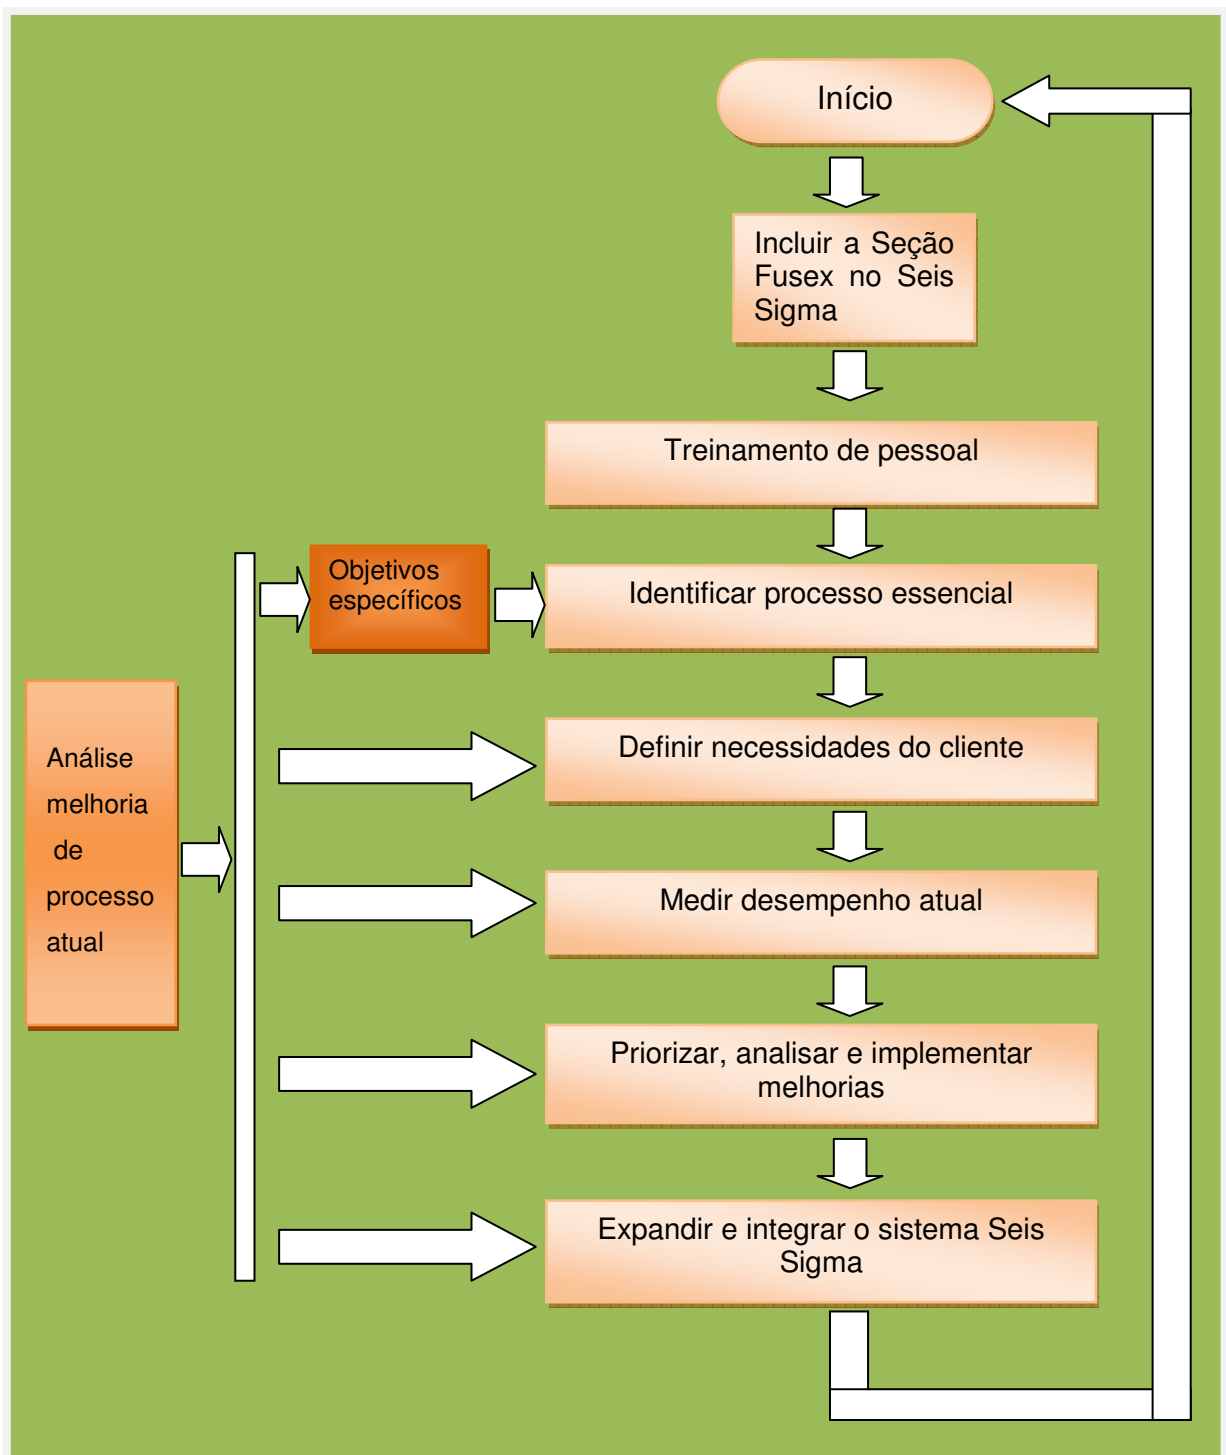 Início
Incluir a Seção
Fusex no Seis
Sigma
Treinamento de pessoal
Objetivos
específicos
Identificar processo essencial
Análise
melhoria
de
processo
atual
Definir necessidades do cliente
Medir desempenho atual
Priorizar, analisar e implementar
melhorias
Expandir e integrar o sistema Seis
Sigma